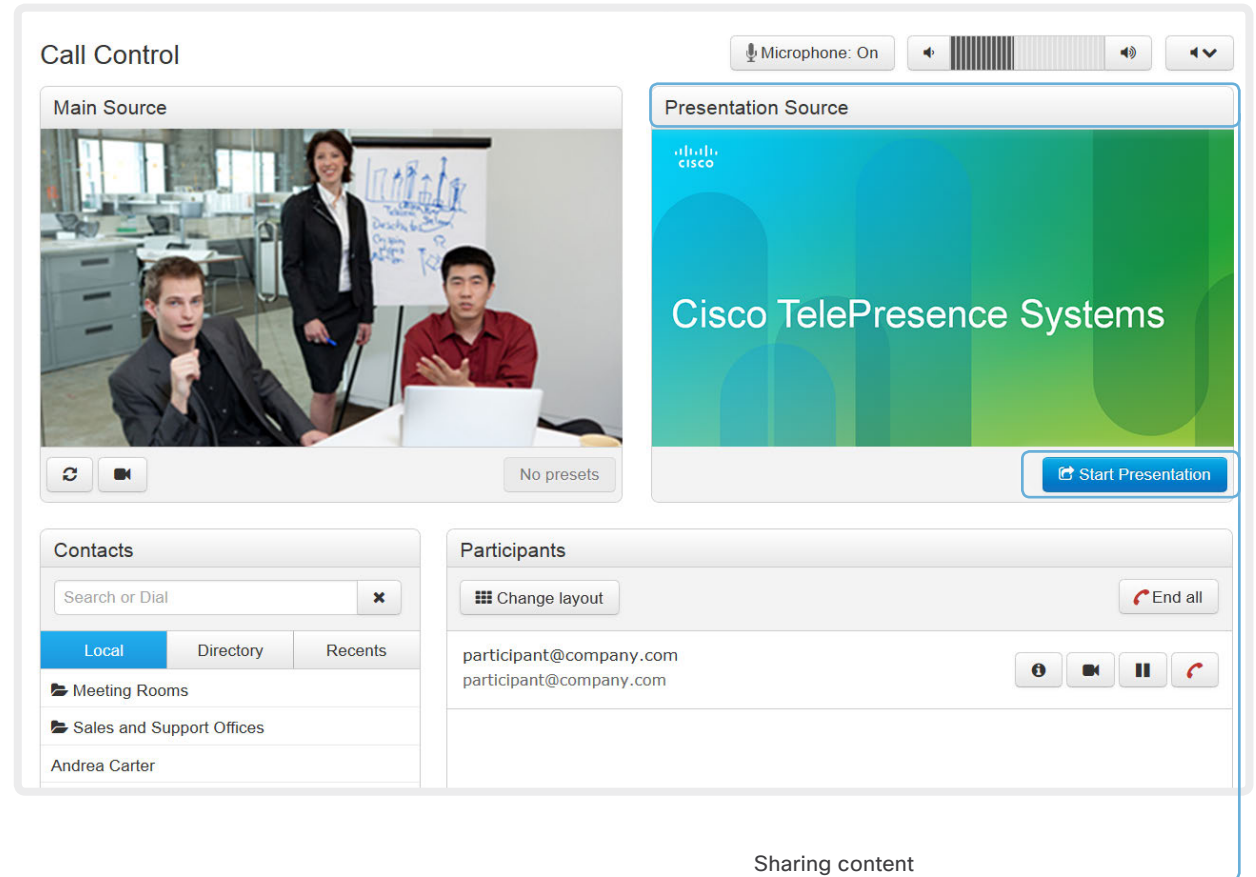 Call Control
Microphone: On
Main Source
Presentation Source
CISCO
Cisco TelePresence Systems
No presets
Start Presentation
Contacts
Participants
Search or Dial
Change layout
End all
Local
Directory
Recents
participant@company.com
participant@company.com
Meeting Rooms
Sales and Support Offices
Andrea Carter
Sharing content